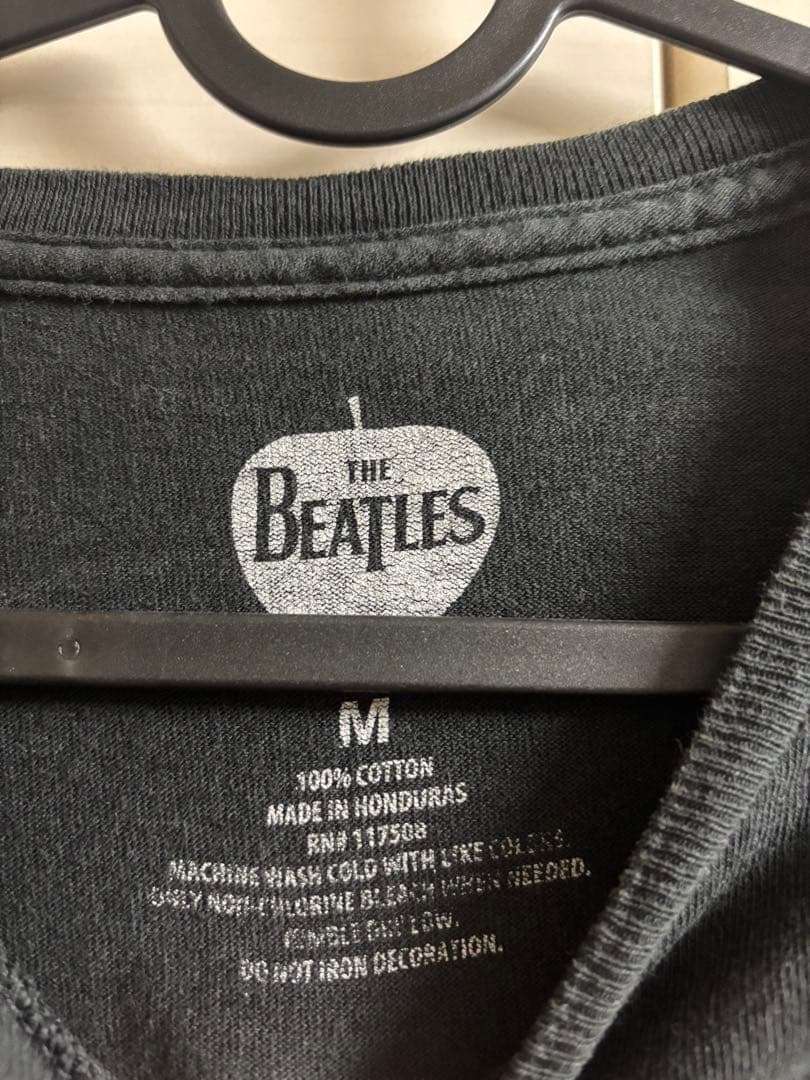 THE
BEATLES
M
100% COTTON
MADE IN HONDURAS
RN# 117508
MACHINE WASH COLD WITH LIKE COLORS.
ONLY NON-CHLORINE BLEACH WHEN NEEDED.
TUMBLE DRY LOW.
DO NOT IRON DECORATION.